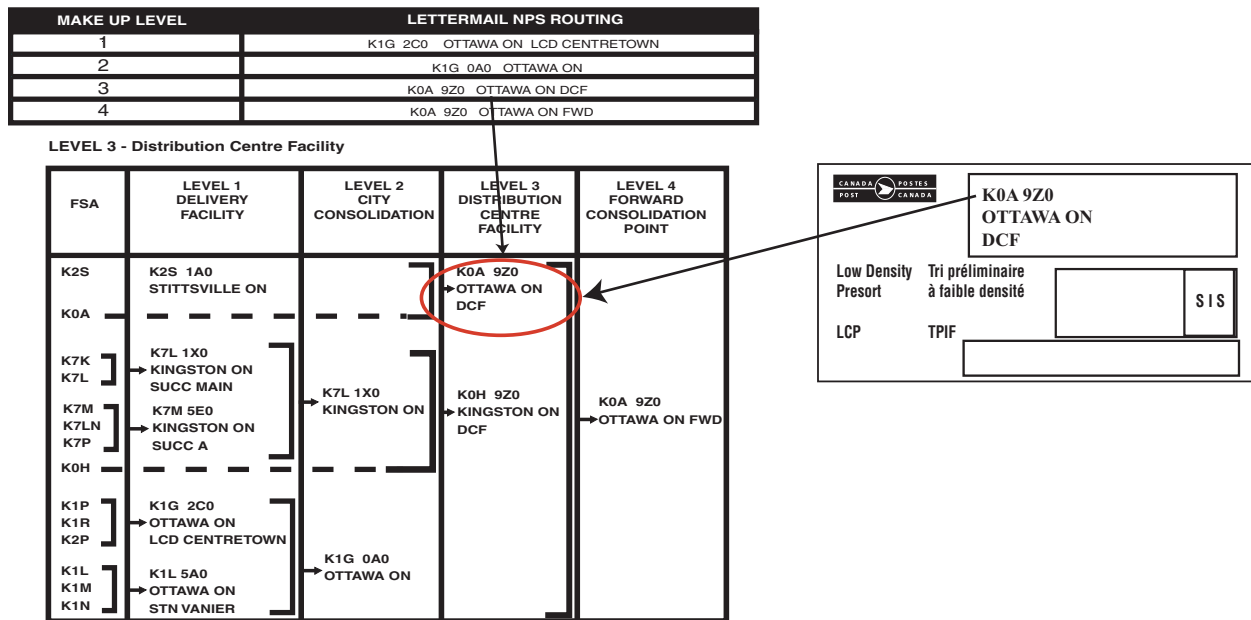 MAKE UP LEVEL LETTERMAIL NPS ROUTING
1 K1G 2C0 OTTAWA ON LCD CENTRETOWN
2 K1G 0A0 OTTAWA ON
3 K0A 9Z0 OTTAWA ON DCF
4 K0A 9Z0 OTTAWA ON FWD
LEVEL 3 - Distribution Centre Facility
FSA
LEVEL 1
DELIVERY
FACILITY
LEVEL 2
CITY
CONSOLIDATION
LEVEL 3
DISTRIBUTION
CENTRE
FACILITY
LEVEL 4
FORWARD
CONSOLIDATION
POINT
K2S
K0A
K7K
K7L
K7M
K7LN
K7P
K0H
K1P
K1R
K2P
K1L
K1M
K1N
K2S 1A0
STITTSVILLE ON
K7L 1X0
KINGSTON ON
SUCC MAIN
K7M 5E0
KINGSTON ON
SUCC A
K1G 2C0
OTTAWA ON
LCD CENTRETOWN
K1L 5A0
OTTAWA ON
STN VANIER
K7L 1X0
KINGSTON ON
K1G 0A0
OTTAWA ON
K0A 9Z0
OTTAWA ON
DCF
K0H 9Z0
KINGSTON ON
DCF
K0A 9Z0
OTTAWA ON FWD
CANADA POSTES
POST CANADA
K0A 9Z0
OTTAWA ON
DCF
Low Density Tri préliminaire
Presort à faible densité
SIS
LCP TPIF